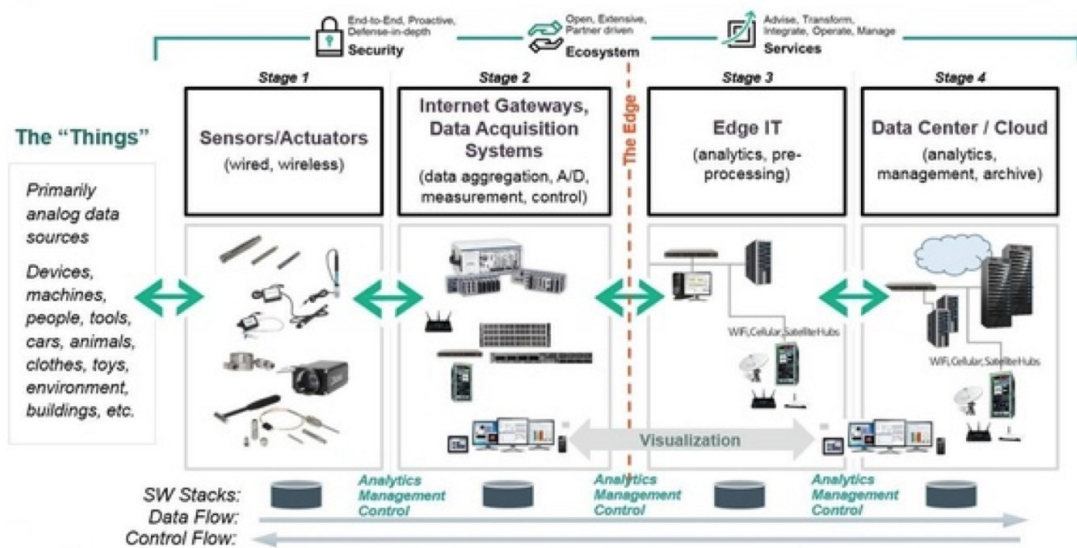 End-to-End, Proactive,
Defense-in-depth
Security
Open, Extensive,
Partner driven
Ecosystem
Advise, Transform,
Integrate, Operate, Manage
Services
Stage 1
Stage 2
Stage 3
Stage 4
The "Things"
Primarily
analog data
sources
Devices,
machines,
people, tools,
cars, animals,
clothes, toys,
environment,
buildings, etc.
Sensors/Actuators
(wired, wireless)
Internet Gateways,
Data Acquisition
Systems
(data aggregation, A/D,
measurement, control)
The Edge
Edge IT
(analytics, pre-
processing)
Data Center / Cloud
(analytics,
management, archive)
WiFi, Cellular, Satellite Hubs
WiFi, Cellular, Satellite Hubs
Visualization
Analytics
Management
Control
Analytics
Management
Control
Analytics
Management
Control
SW Stacks:
Data Flow:
Control Flow: